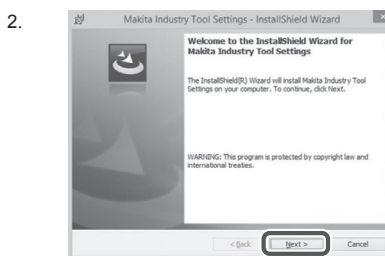 2.
Makita Industry Tool Settings - InstallShield Wizard
Welcome to the InstallShield Wizard for
Makita Industry Tool Settings
The InstallShield(R) Wizard will install Makita Industry Tool
Settings on your computer. To continue, click Next.
WARNING: This program is protected by copyright law and
international treaties.
< Back Next > Cancel